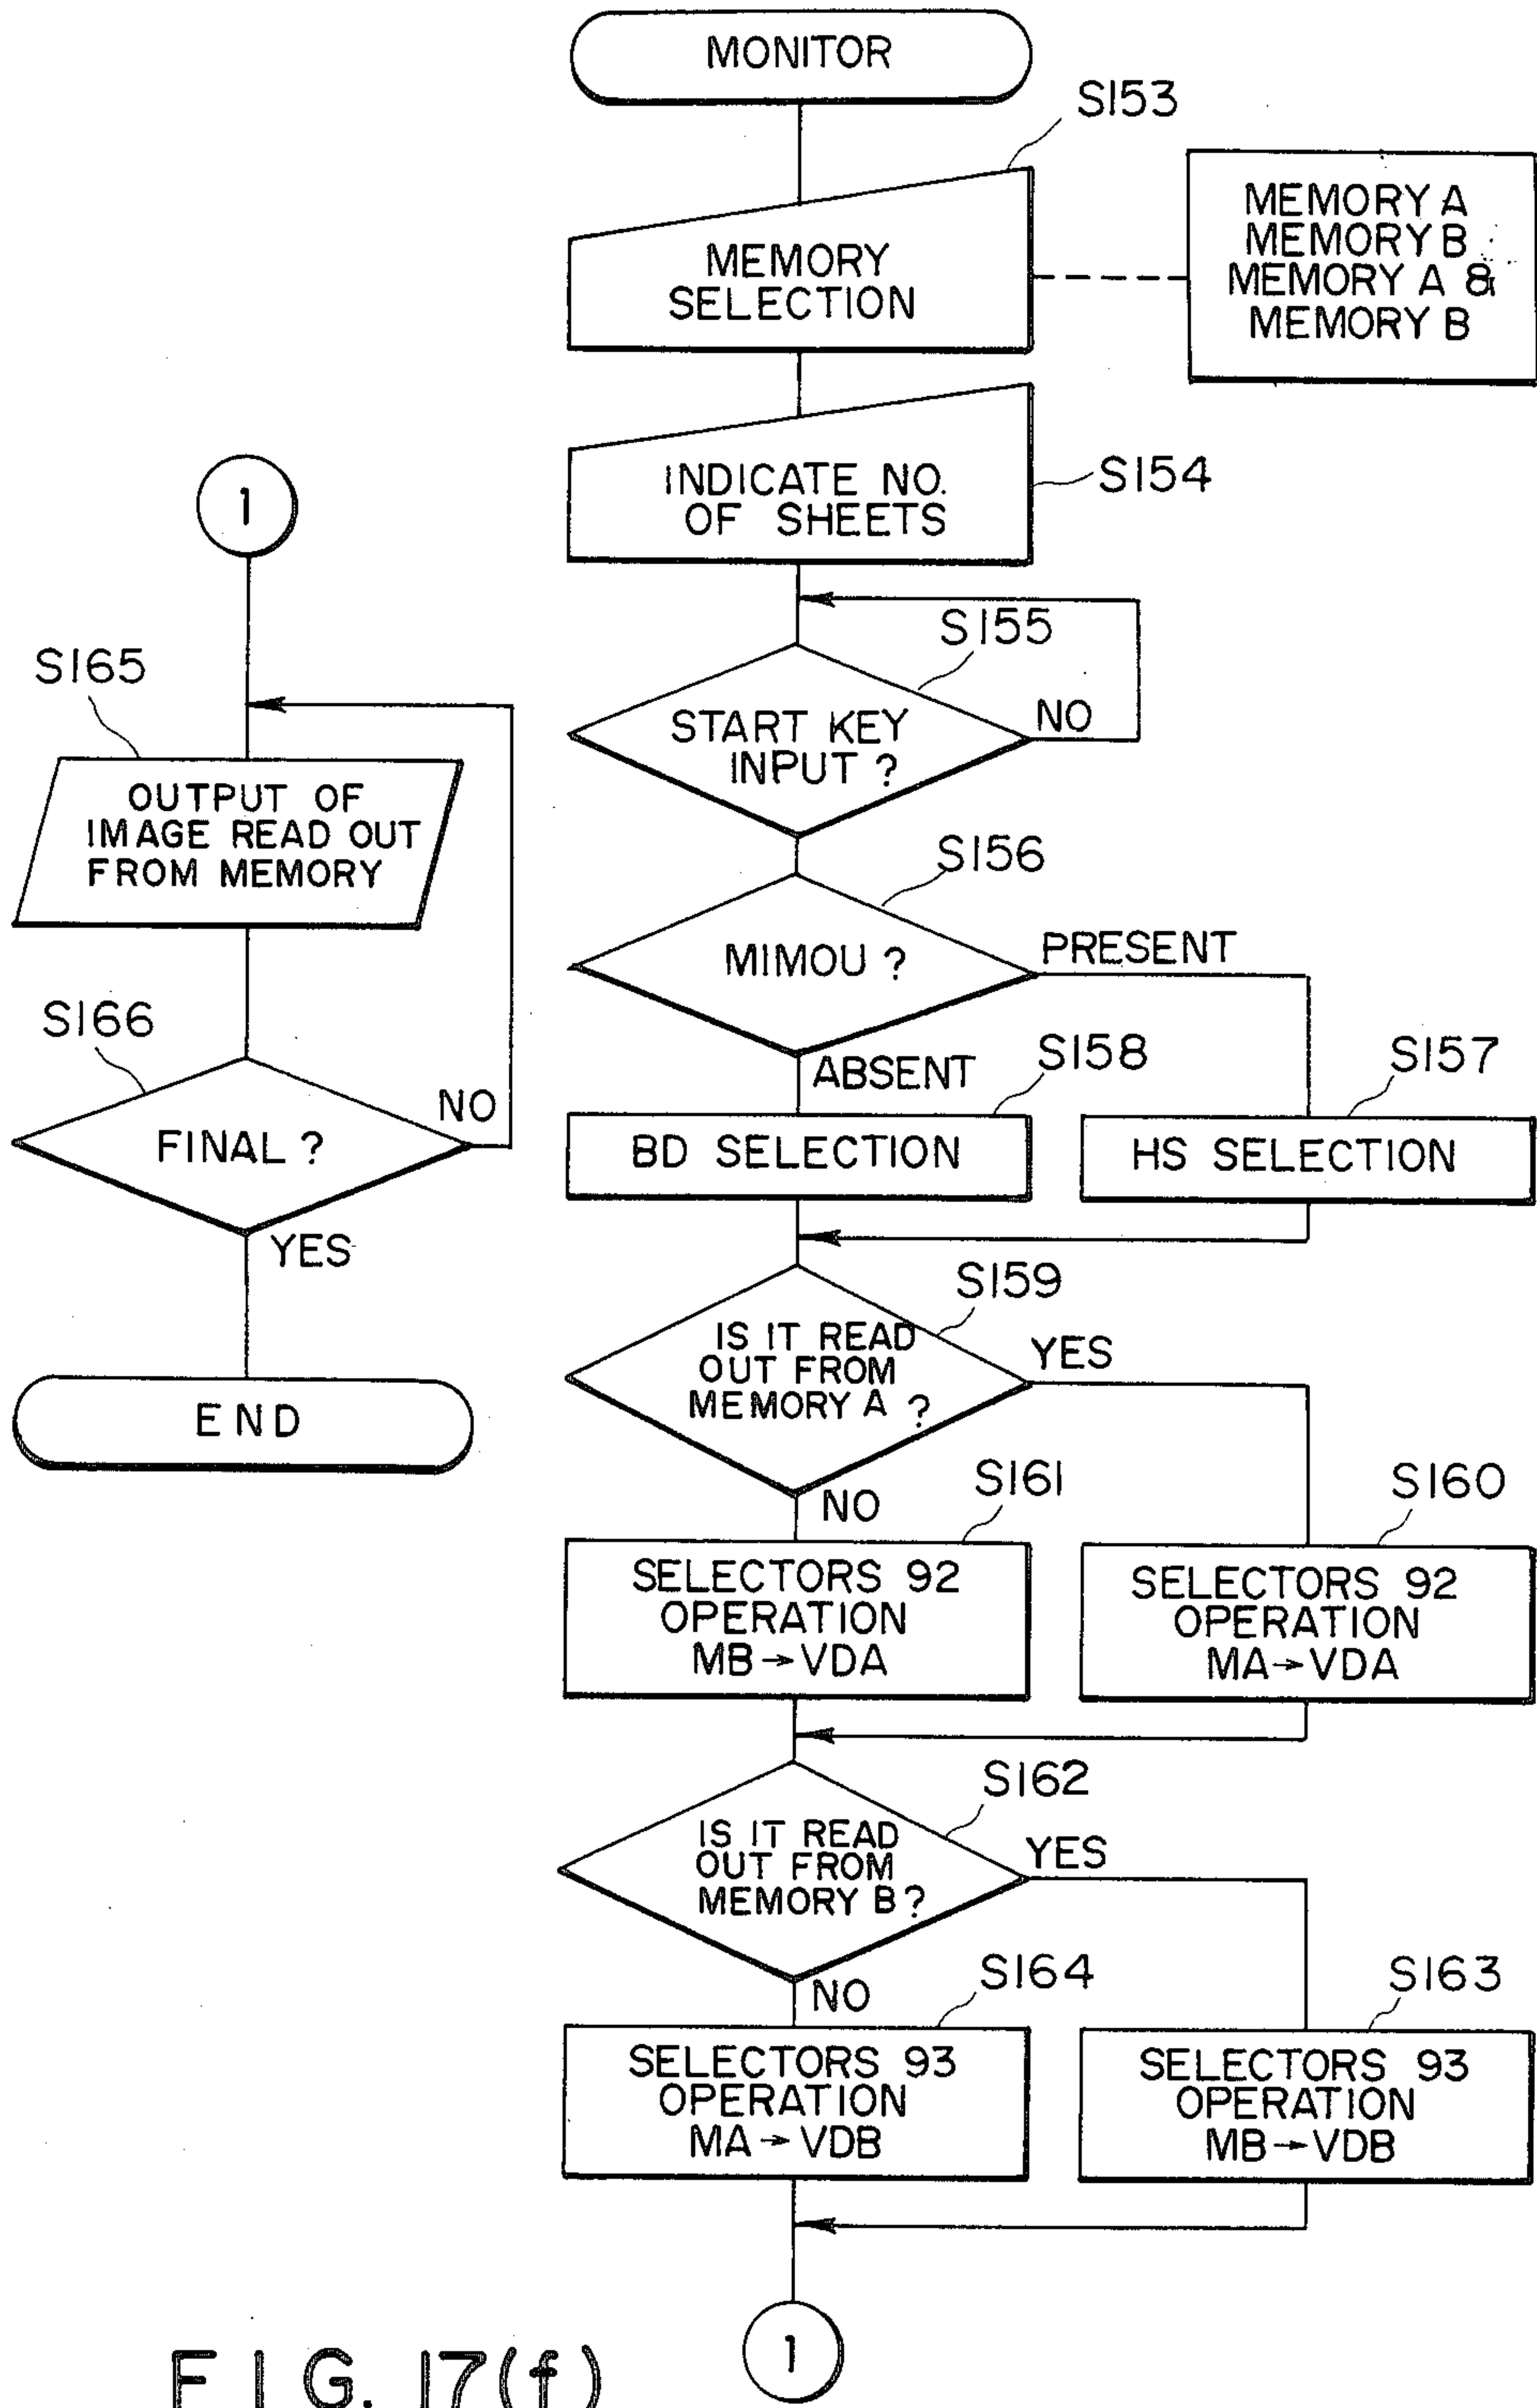 MONITOR
S153
MEMORY
SELECTION
MEMORY A
MEMORY B
MEMORY A &
MEMORY B
INDICATE NO.
OF SHEETS
S154
S155
START KEY
INPUT ?
NO
S156
MIMOU ?
PRESENT
ABSENT
S158
BD SELECTION
S157
HS SELECTION
S159
IS IT READ
OUT FROM
MEMORY A ?
YES
NO
S161
SELECTORS 92
OPERATION
MB → VDA
S160
SELECTORS 92
OPERATION
MA → VDA
S162
IS IT READ
OUT FROM
MEMORY B ?
YES
NO
S164
SELECTORS 93
OPERATION
MA → VDB
S163
SELECTORS 93
OPERATION
MB → VDB
1
1
S165
OUTPUT OF
IMAGE READ OUT
FROM MEMORY
S166
FINAL ?
NO
YES
END
FIG. 17(f)